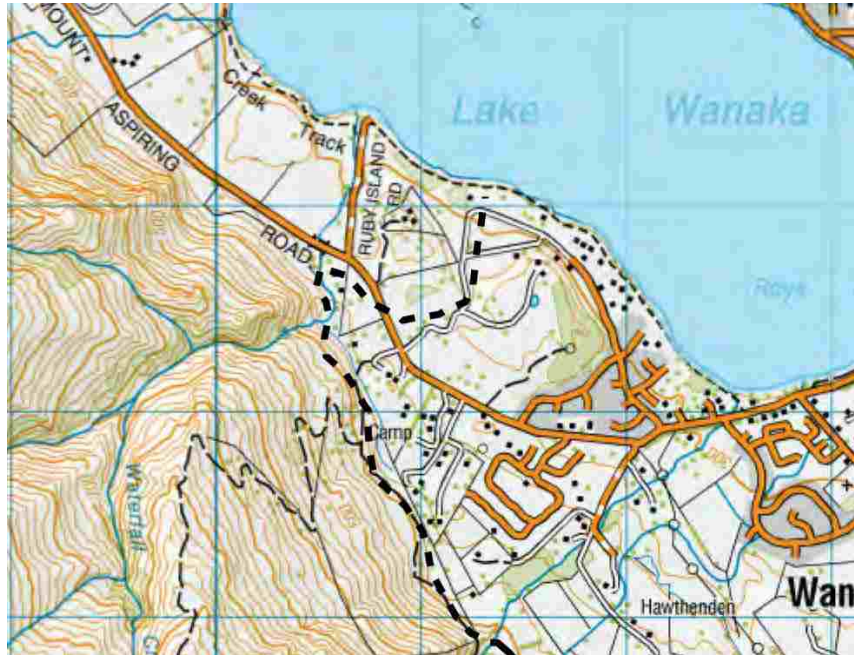 MOUNT
ASPIRING
ROAD
Creek
Track
RUBY ISLAND
RD
Lake Wanaka
Roys
Camp
Waterfall
Hawthenden
Wan